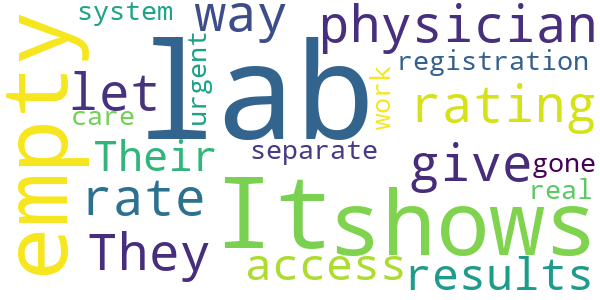 system
way
physician
empty
lab
urgent
registration
let
work
rating
care
Their
separate
give
gone
rate
It
shows
real
They
access
results